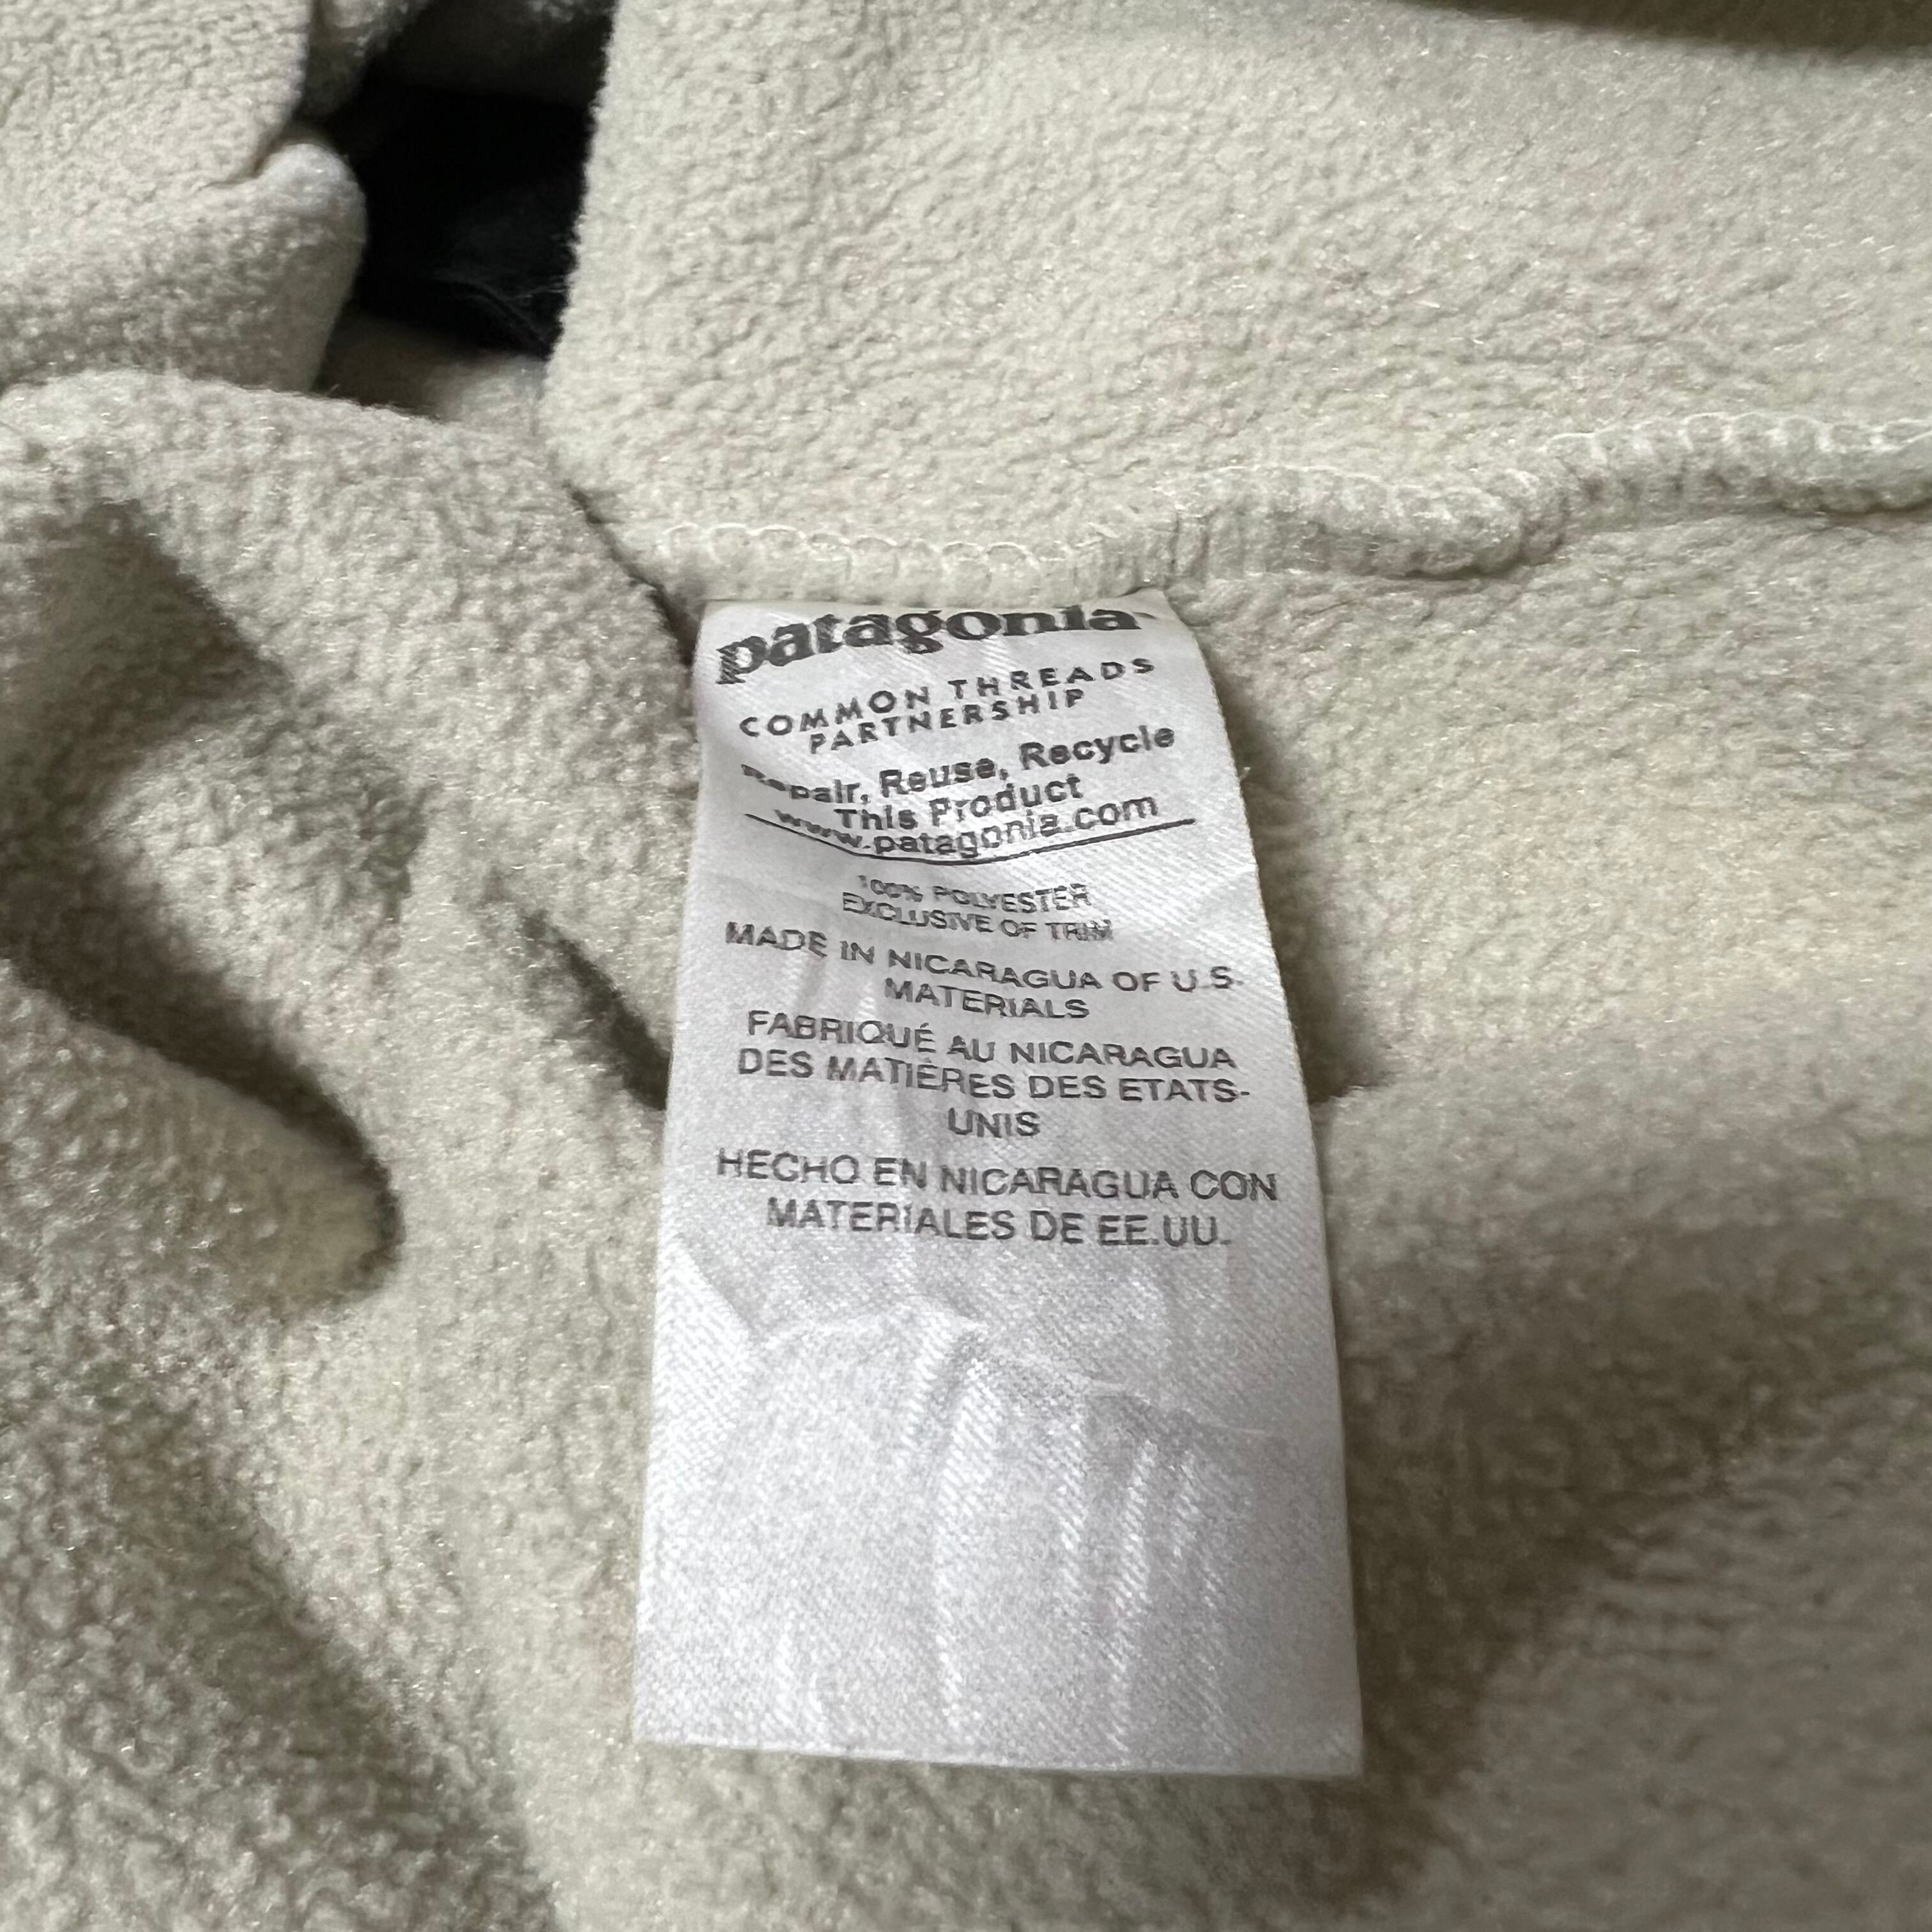 patagonia
COMMON THREADS
PARTNERSHIP
Repair, Reuse, Recycle
This Product
www.patagonia.com
100% POLYESTER
EXCLUSIVE OF TRIM
MADE IN NICARAGUA OF U.S.
MATERIALS
FABRIQUÉ AU NICARAGUA
DES MATIÈRES DES ETATS-
UNIS
HECHO EN NICARAGUA CON
MATERIALES DE EE.UU.